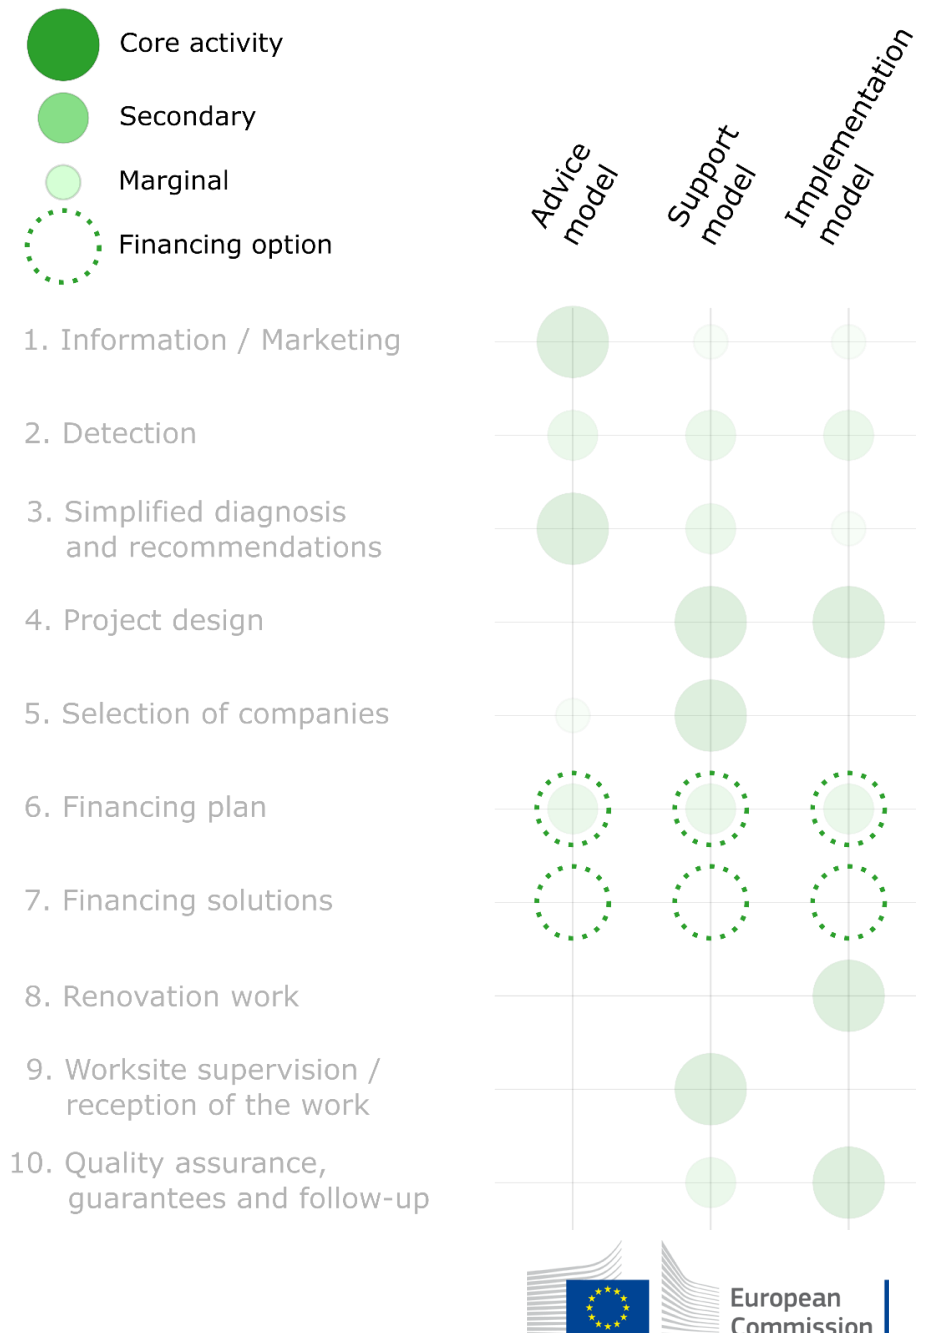 Core activity
Secondary
Marginal
Financing option
Advice
model
Support
model
Implementation
model
1. Information / Marketing
2. Detection
3. Simplified diagnosis
and recommendations
4. Project design
5. Selection of companies
6. Financing plan
7. Financing solutions
8. Renovation work
9. Worksite supervision /
reception of the work
10. Quality assurance,
guarantees and follow-up
European
Commission